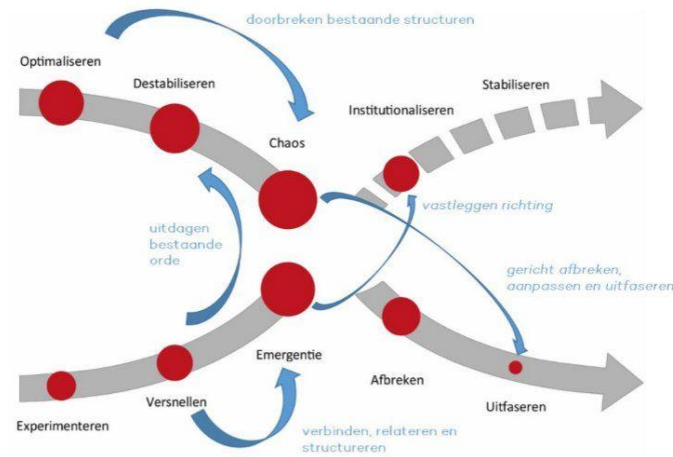 doorbreken bestaande structuren
Optimaliseren
Destabiliseren
Stabiliseren
Institutionaliseren
Chaos
vastleggen richting
uitdagen
bestaande
orde
gericht afbreken,
aanpassen en uitfaseren
Emergentie
Afbreken
Experimenteren
Versnellen
Uitfaseren
verbinden, relateren en
structureren